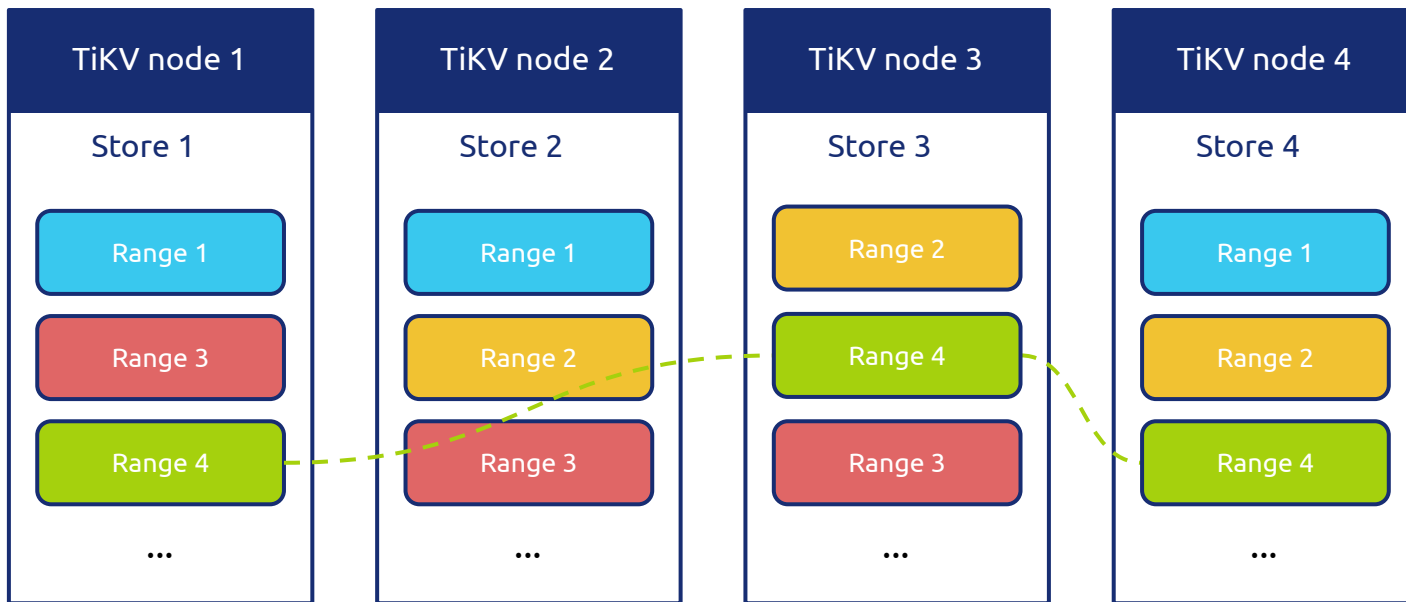 TiKV node 1
Store 1
Range 1
Range 3
Range 4
...
TiKV node 2
Store 2
Range 1
Range 2
Range 3
...
TiKV node 3
Store 3
Range 2
Range 4
Range 3
...
TiKV node 4
Store 4
Range 1
Range 2
Range 4
...